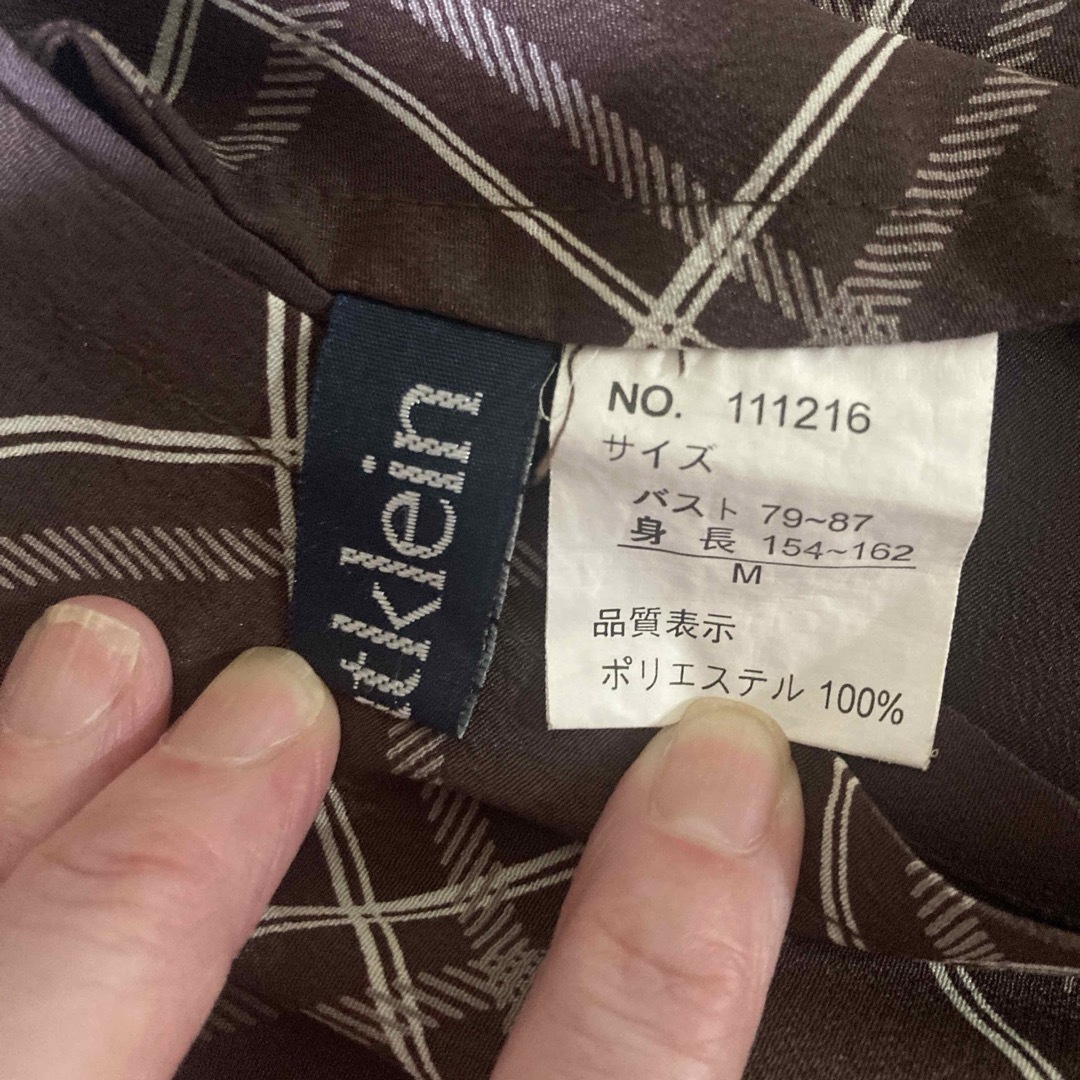 tklein
NO. 111216
サイズ
バスト 79~87
身 長 154~162
M
品質表示
ポリエステル 100%